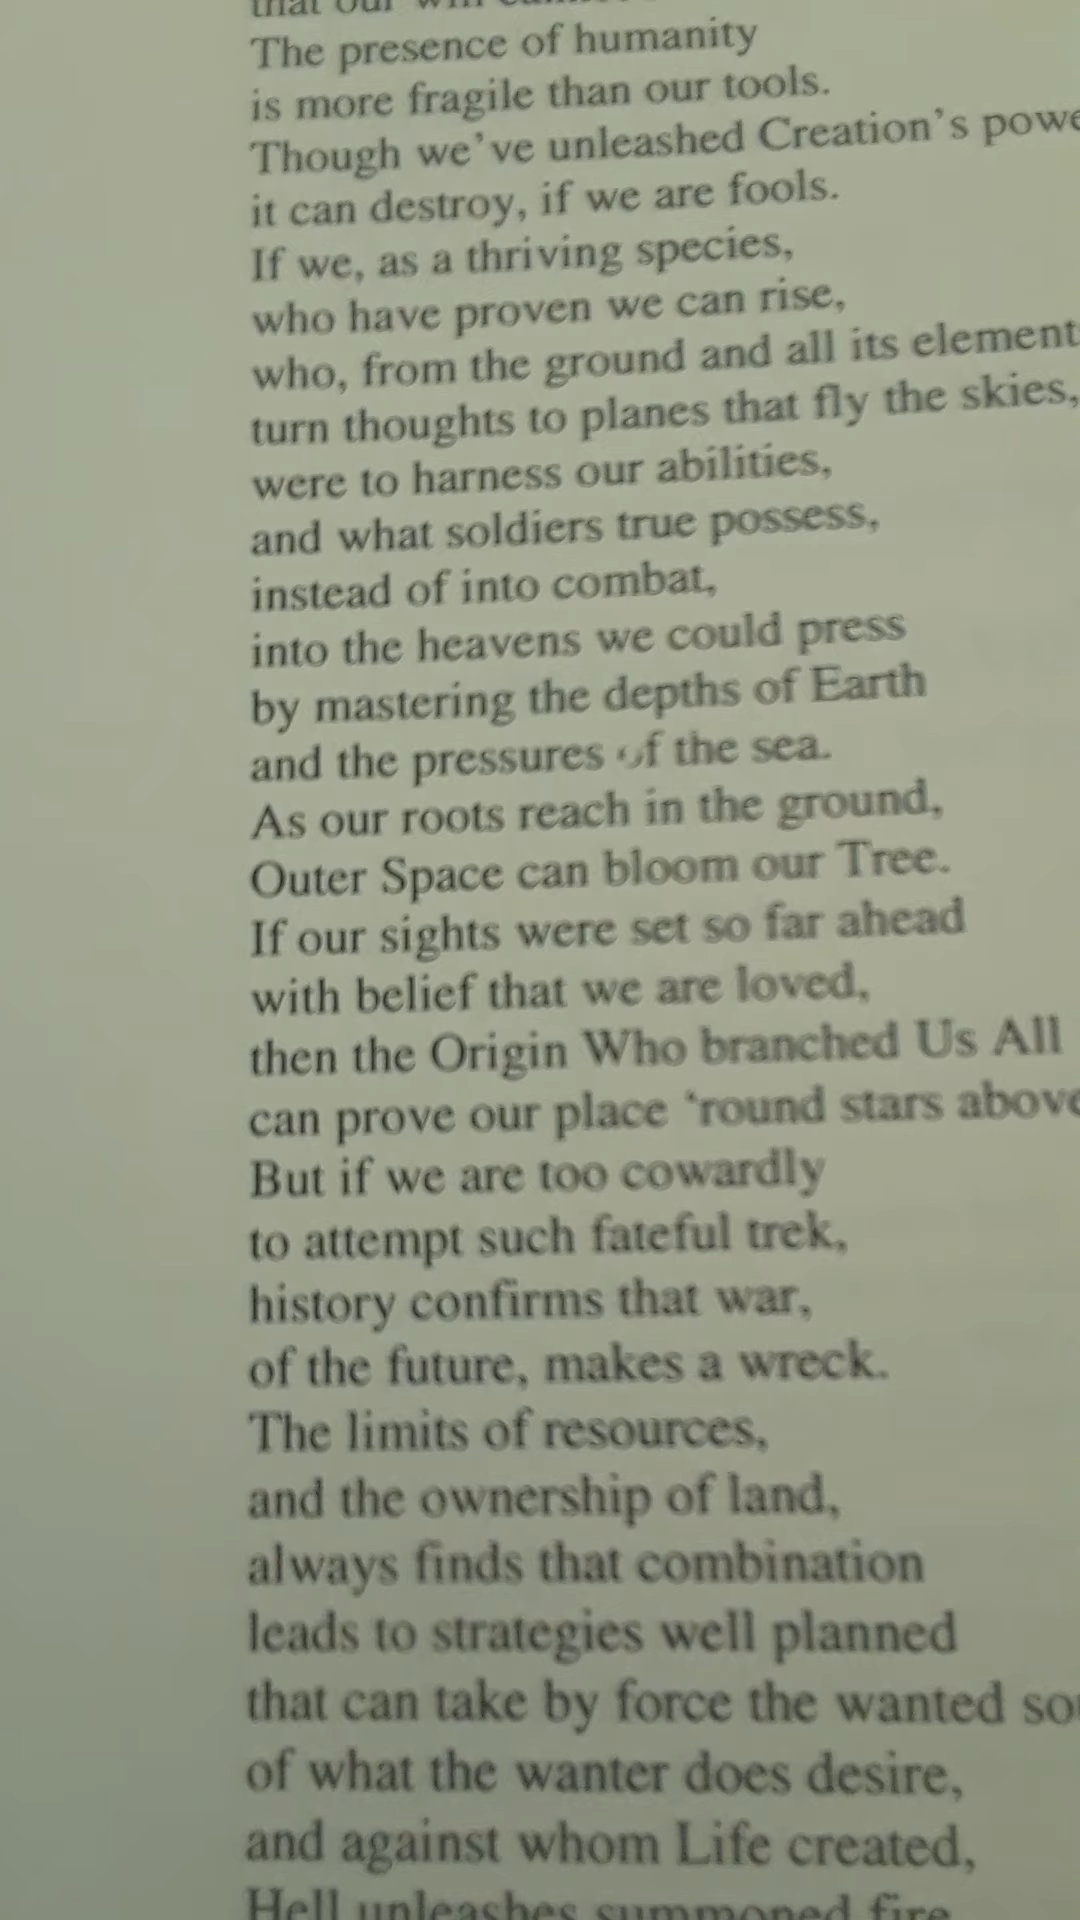 that our will
The presence of humanity
is more fragile than our tools.
Though we've unleashed Creation's
it can destroy, if we are fools.
If we, as a thriving species,
who have proven we can rise,
who, from the ground and all its element
turn thoughts to planes that fly the skies,
were to harness our abilities,
and what soldiers true possess,
instead of into combat,
into the heavens we could press
by mastering the depths of Earth
and the pressures of the sea.
As our roots reach in the ground,
Outer Space can bloom our Tree.
If our sights were set so far ahead
with belief that we are loved,
then the Origin Who branched Us All
can prove our place ‘round stars above
But if we are too cowardly
to attempt such fateful trek,
history confirms that war,
of the future, makes a wreck.
The limits of resources,
and the ownership of land,
always finds that combination
leads to strategies well planned
that can take by force the wanted
of what the wanter does desire,
and against whom Life created,
Hell unleashes summoned fire